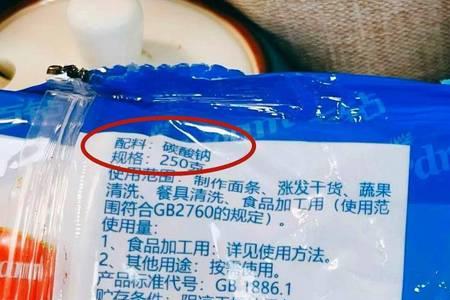 配料：碳酸钠
规格：250克
使用范围：制作面条、涨发干货、蔬果
清洗、餐具清洗、食品加工用（使用范
围符合GB2760的规定）。
使用量：
1、食品加工用：详见使用方法。
2、其他用途：按需使用。
产品标准代号：GB 1886.1